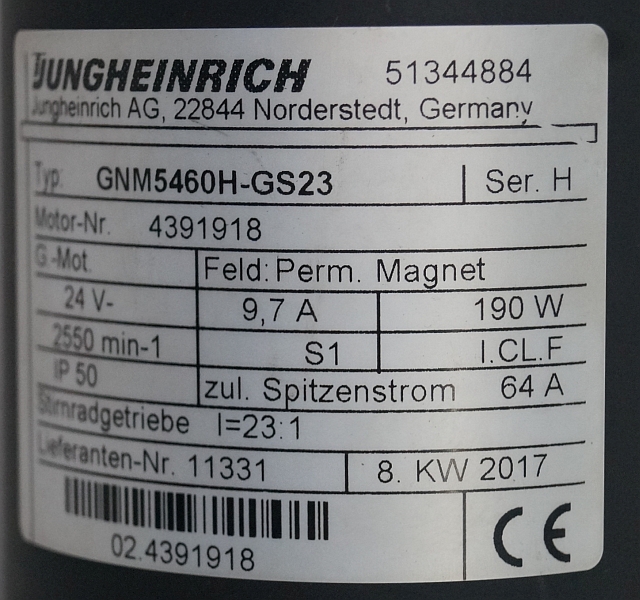 JUNGHEINRICH 51344884
Jungheinrich AG, 22844 Norderstedt, Germany
Typ: GNM5460H-GS23 Ser. H
Motor-Nr. 4391918
G.-Mot. Feld: Perm. Magnet
24 V- 9,7 A 190 W
2550 min-1 S1 I.CL.F
IP 50 zul. Spitzenstrom 64 A
Stirnradgetriebe I=23:1
Lieferanten-Nr. 11331 8. KW 2017
02.4391918 CE